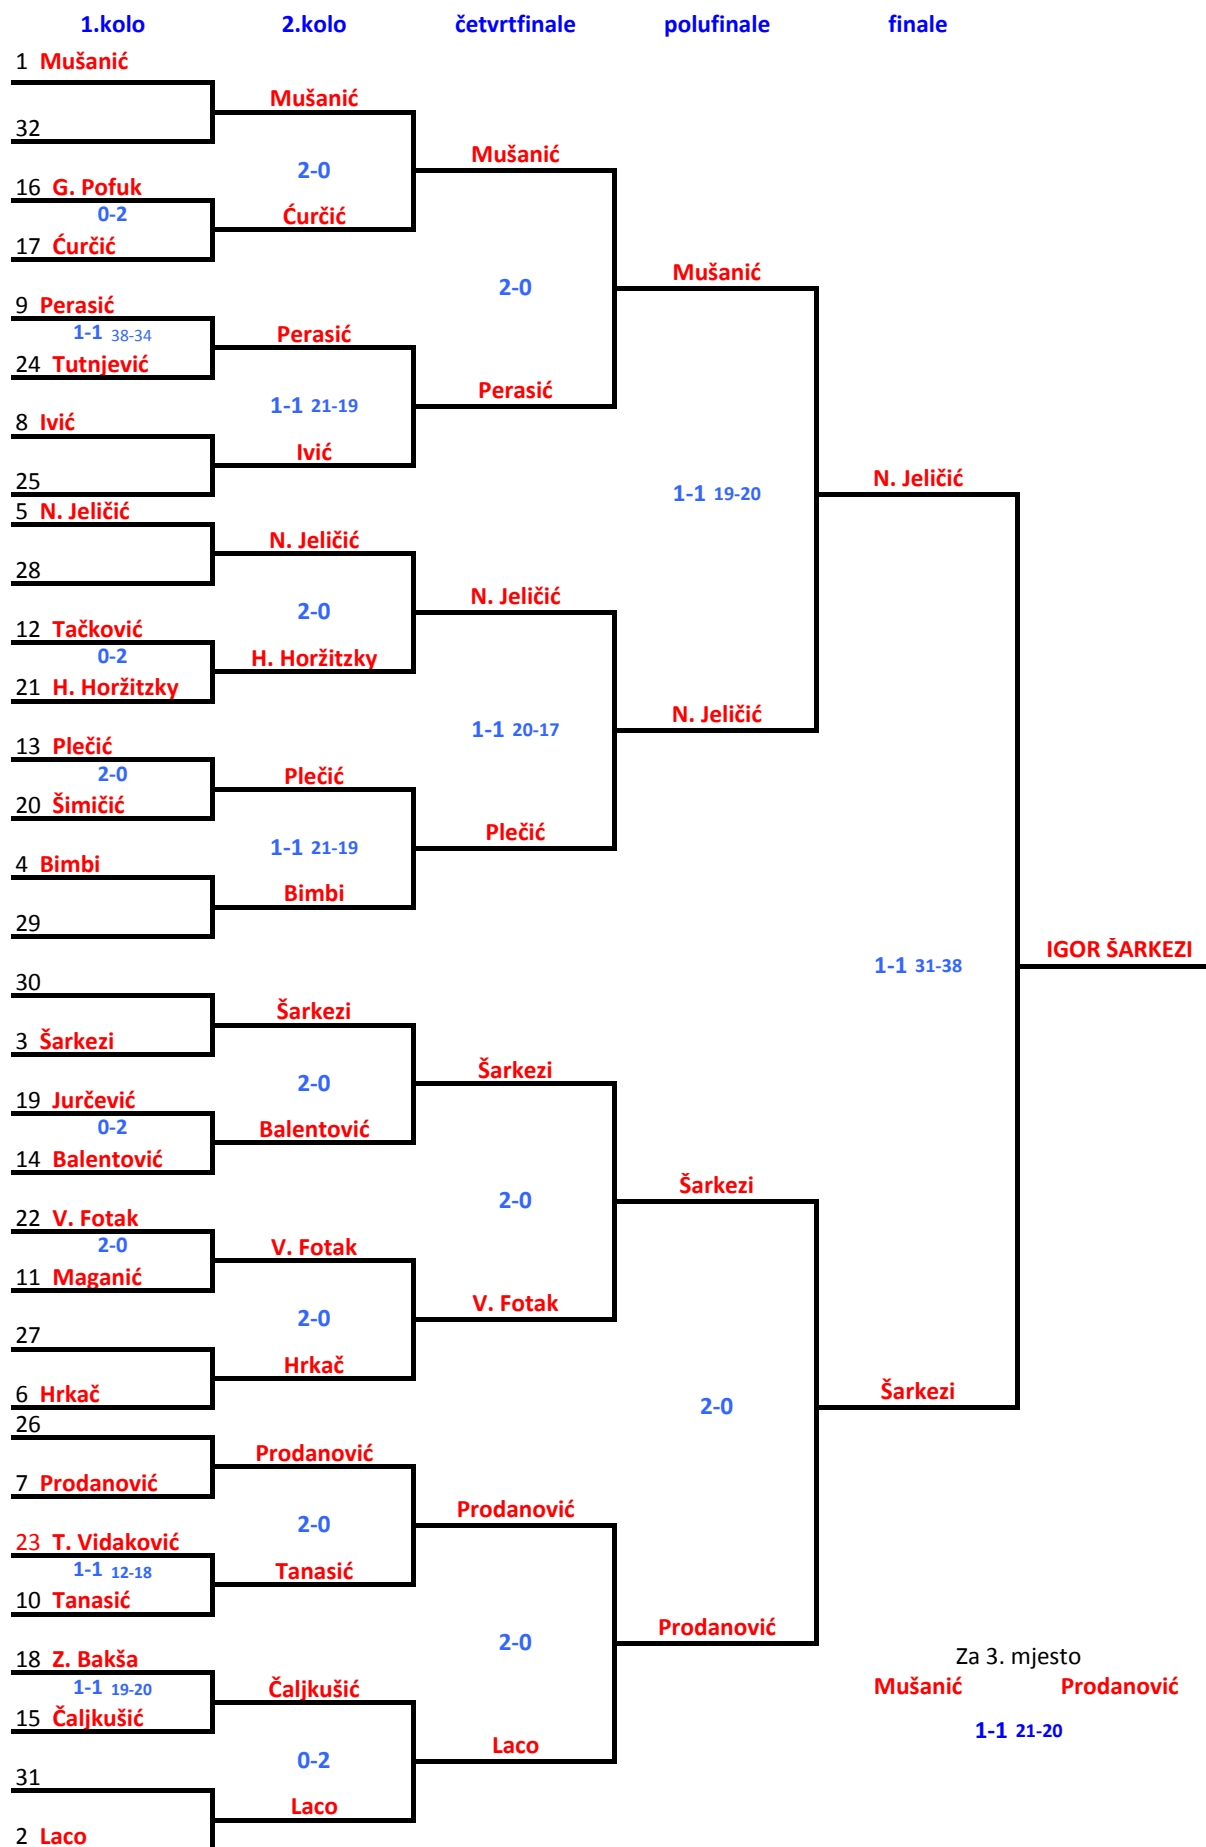 1.kolo 2.kolo četvrtfinale polufinale finale
1 Mušanić
Mušanić
32
Mušanić
2-0
16 G. Pofuk
0-2
Ćurčić
17 Ćurčić
Mušanić
2-0
9 Perasić
1-1 38-34
Perasić
24 Tutnjević
Perasić
1-1 21-19
8 Ivić
Ivić
25
N. Jeličić
1-1 19-20
5 N. Jeličić
N. Jeličić
28
N. Jeličić
2-0
12 Tačković
0-2
H. Horžitzky
21 H. Horžitzky
N. Jeličić
1-1 20-17
13 Plečić
2-0
Plečić
20 Šimičić
Plečić
1-1 21-19
4 Bimbi
Bimbi
29
IGOR ŠARKEZI
1-1 31-38
30
Šarkezi
3 Šarkezi
Šarkezi
2-0
19 Jurčević
0-2
Balentović
14 Balentović
Šarkezi
2-0
22 V. Fotak
2-0
V. Fotak
11 Maganić
V. Fotak
2-0
27
Hrkač
6 Hrkač
Šarkezi
2-0
26
Prodanović
7 Prodanović
Prodanović
2-0
23 T. Vidaković
1-1 12-18
Tanasić
10 Tanasić
Prodanović
2-0
18 Z. Bakša
Za 3. mjesto
1-1 19-20
Čaljkušić
Mušanić Prodanović
15 Čaljkušić
1-1 21-20
Laco
0-2
31
Laco
2 Laco